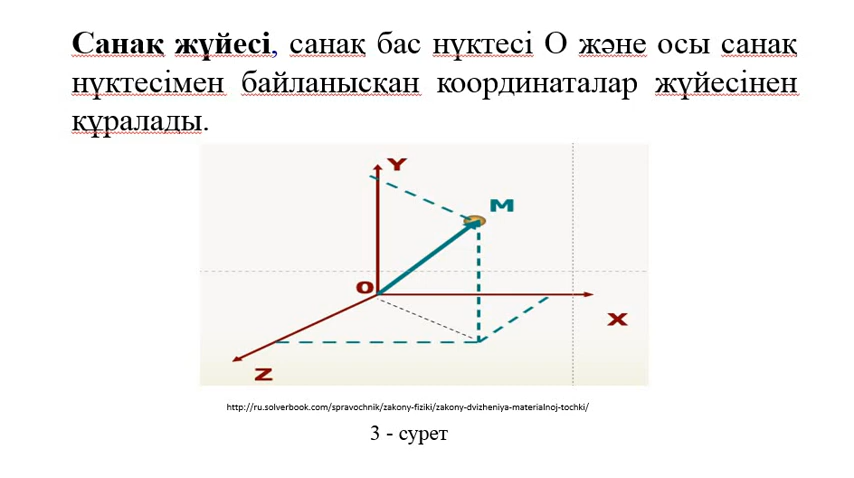 Санақ жүйесі, санақ бас нүктесі О және осы санақ
нүктесімен байланысқан координаталар жүйесінен
құралады.
Y
M
O
X
Z
http://ru.solverbook.com/spravochnik/zakony-fiziki/zakony-dvizheniya-materialnoj-tochki/
3 - сурет